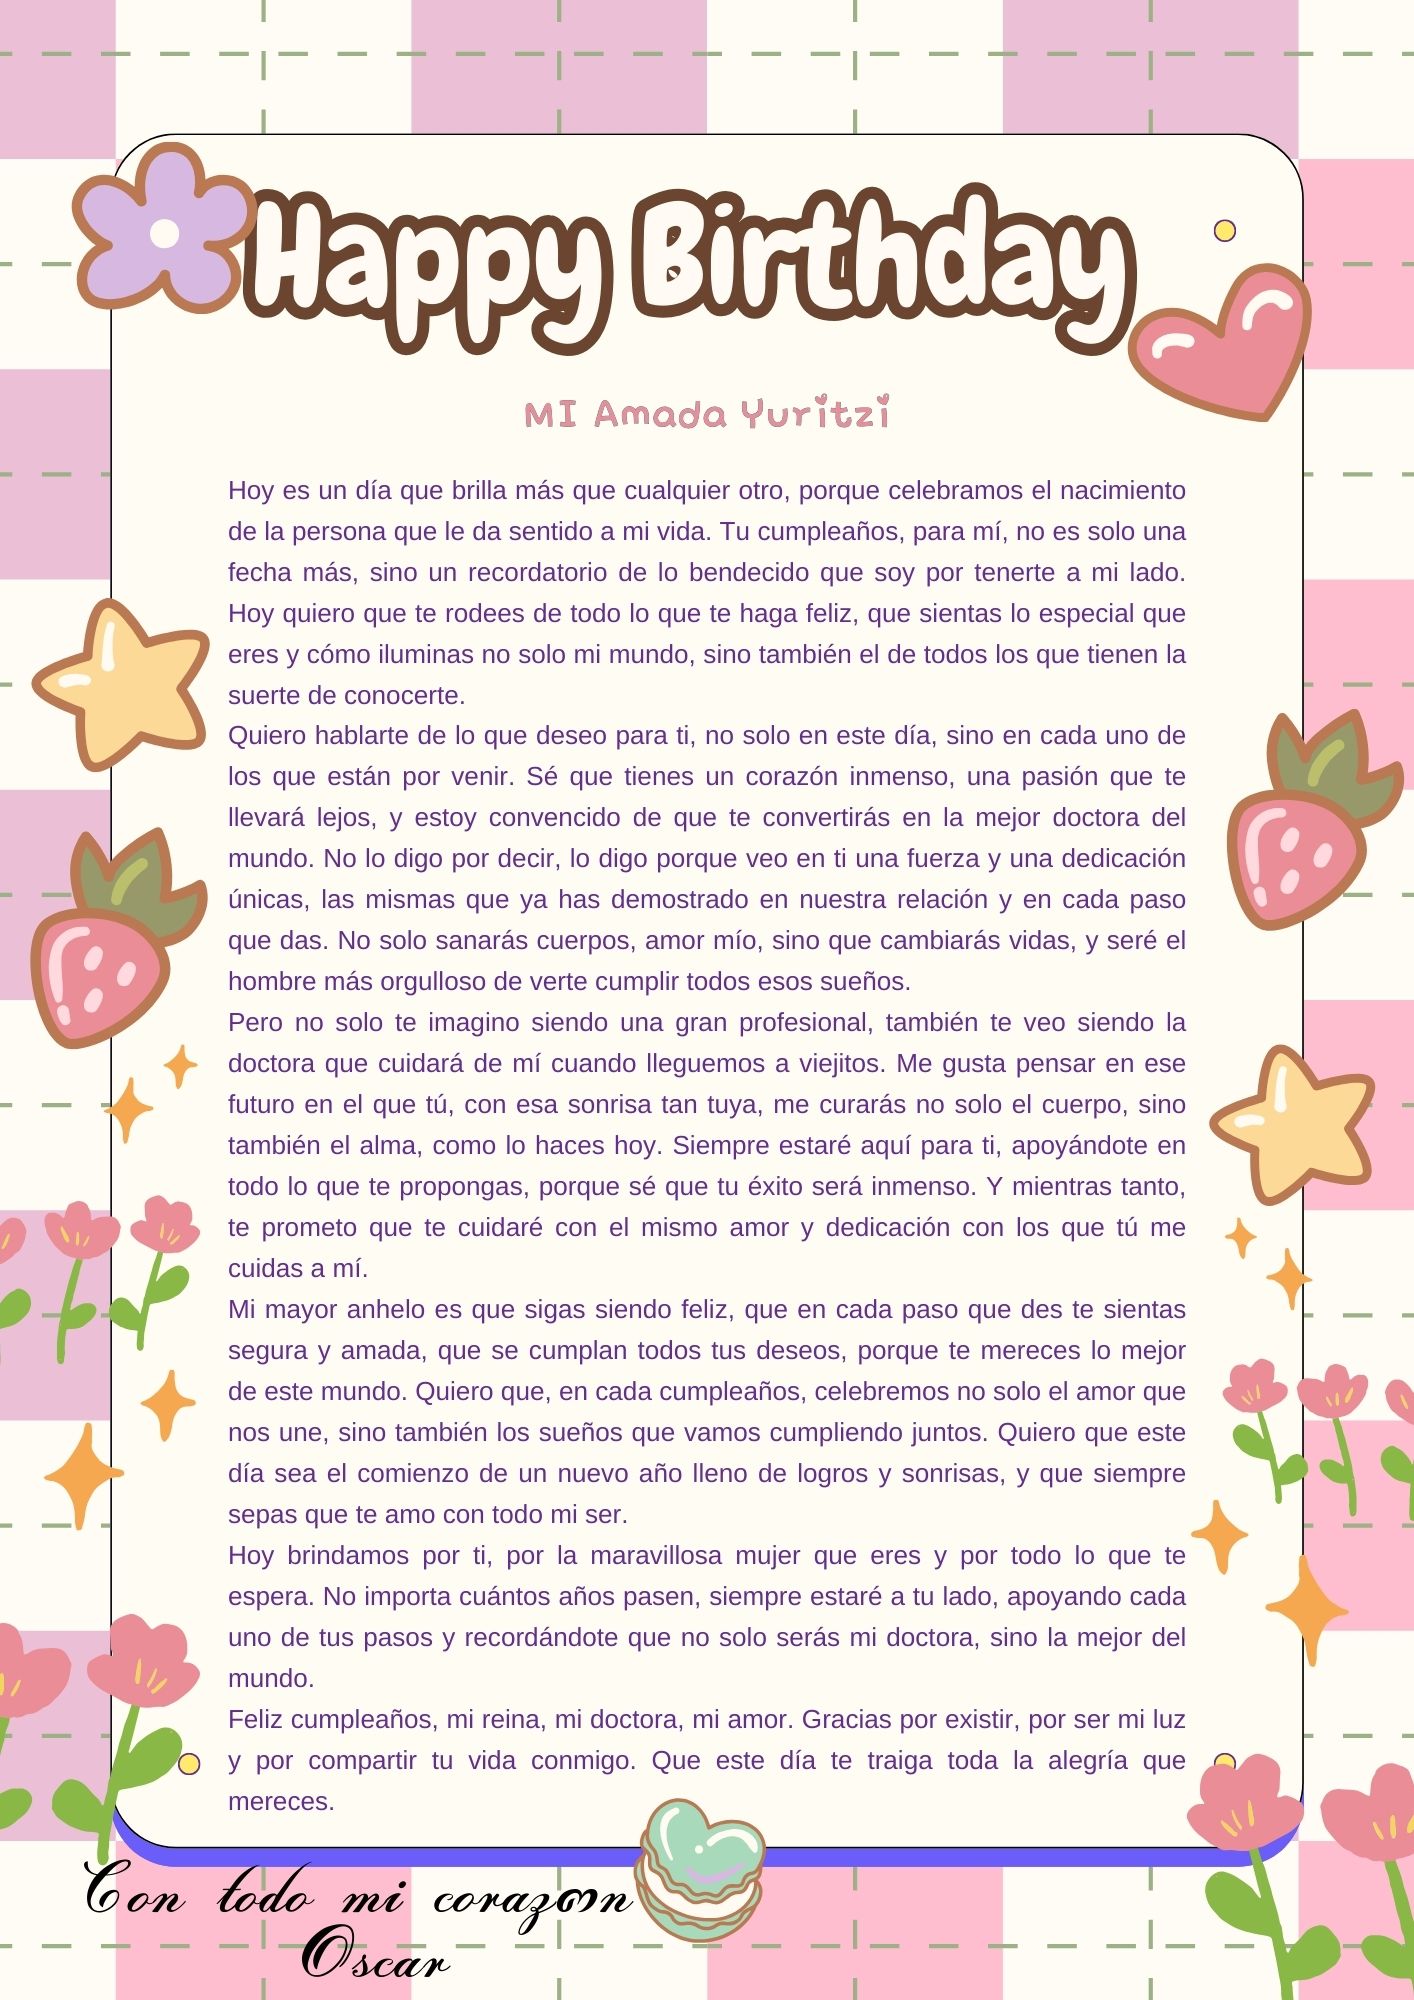 Happy Birthday
MI Amada Yuritzi
Hoy es un día que brilla más que cualquier otro, porque celebramos el nacimiento
de la persona que le da sentido a mi vida. Tu cumpleaños, para mí, no es solo una
fecha más, sino un recordatorio de lo bendecido que soy por tenerte a mi lado.
Hoy quiero que te rodees de todo lo que te haga feliz, que sientas lo especial que
eres y cómo iluminas no solo mi mundo, sino también el de todos los que tienen la
suerte de conocerte.
Quiero hablarte de lo que deseo para ti, no solo en este día, sino en cada uno de
los que están por venir. Sé que tienes un corazón inmenso, una pasión que te
llevará lejos, y estoy convencido de que te convertirás en la mejor doctora del
mundo. No lo digo por decir, lo digo porque veo en ti una fuerza y una dedicación
únicas, las mismas que ya has demostrado en nuestra relación y en cada paso
que das. No solo sanarás cuerpos, amor mío, sino que cambiarás vidas, y seré el
hombre más orgulloso de verte cumplir todos esos sueños.
Pero no solo te imagino siendo una gran profesional, también te veo siendo la
doctora que cuidará de mí cuando lleguemos a viejitos. Me gusta pensar en ese
futuro en el que tú, con esa sonrisa tan tuya, me curarás no solo el cuerpo, sino
también el alma, como lo haces hoy. Siempre estaré aquí para ti, apoyándote en
todo lo que te propongas, porque sé que tu éxito será inmenso. Y mientras tanto,
te prometo que te cuidaré con el mismo amor y dedicación con los que tú me
cuidas a mí.
Mi mayor anhelo es que sigas siendo feliz, que en cada paso que des te sientas
segura y amada, que se cumplan todos tus deseos, porque te mereces lo mejor
de este mundo. Quiero que, en cada cumpleaños, celebremos no solo el amor que
nos une, sino también los sueños que vamos cumpliendo juntos. Quiero que este
día sea el comienzo de un nuevo año lleno de logros y sonrisas, y que siempre
sepas que te amo con todo mi ser.
Hoy brindamos por ti, por la maravillosa mujer que eres y por todo lo que te
espera. No importa cuántos años pasen, siempre estaré a tu lado, apoyando cada
uno de tus pasos y recordándote que no solo serás mi doctora, sino la mejor del
mundo.
Feliz cumpleaños, mi reina, mi doctora, mi amor. Gracias por existir, por ser mi luz
y por compartir tu vida conmigo. Que este día te traiga toda la alegría que
mereces.
Con todo mi corazon
Oscar